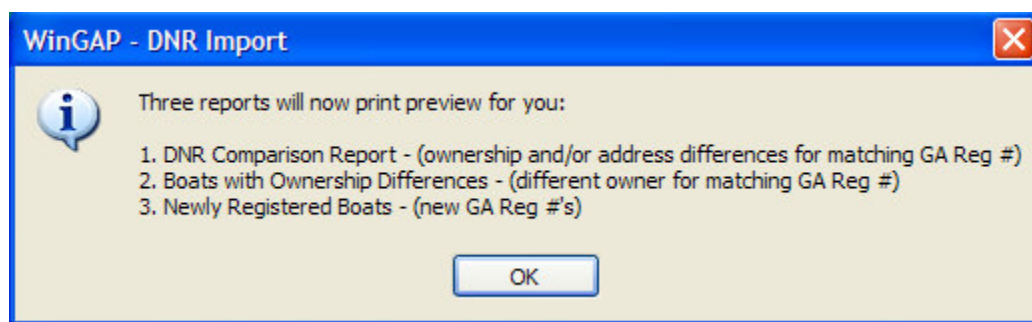 WinGAP - DNR Import
Three reports will now print preview for you:
1. DNR Comparison Report - (ownership and/or address differences for matching GA Reg #)
2. Boats with Ownership Differences - (different owner for matching GA Reg #)
3. Newly Registered Boats - (new GA Reg #'s)
OK